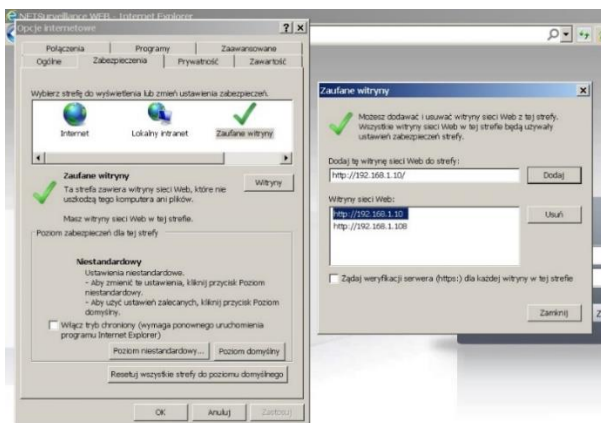 NETSurveillance WEB - Internet Explorer
Opcje internetowe
Połączenia Programy Zaawansowane
Ogólne Zabezpieczenia Prywatność Zawartość
Wybierz strefę do wyświetlenia lub zmień ustawienia zabezpieczeń.
Internet Lokalny intranet Zaufane witryny
Zaufane witryny
Ta strefa zawiera witryny sieci Web, które nie
uszkodzą tego komputera ani plików.
Witryny
Masz witryny sieci Web w tej strefie.
Poziom zabezpieczeń dla tej strefy
Niestandardowy
Ustawienia niestandardowe.
- Aby zmienić te ustawienia, kliknij przycisk Poziom
niestandardowy.
- Aby użyć ustawień zalecanych, kliknij przycisk Poziom
domyślny.
Włącz tryb chroniony (wymaga ponownego uruchomienia
programu Internet Explorer)
Poziom niestandardowy... Poziom domyślny
Resetuj wszystkie strefy do poziomu domyślnego
OK Anuluj Zastosuj
Zaufane witryny
Możesz dodawać i usuwać witryny sieci Web z tej strefy.
Wszystkie witryny sieci Web w tej strefie będą używały
ustawień zabezpieczeń strefy.
Dodaj tę witrynę sieci Web do strefy:
http://192.168.1.10/ Dodaj
Witryny sieci Web:
http://192.168.1.10 Usuń
http://192.168.1.108
Żądaj weryfikacji serwera (https:) dla każdej witryny w tej strefie
Zamknij